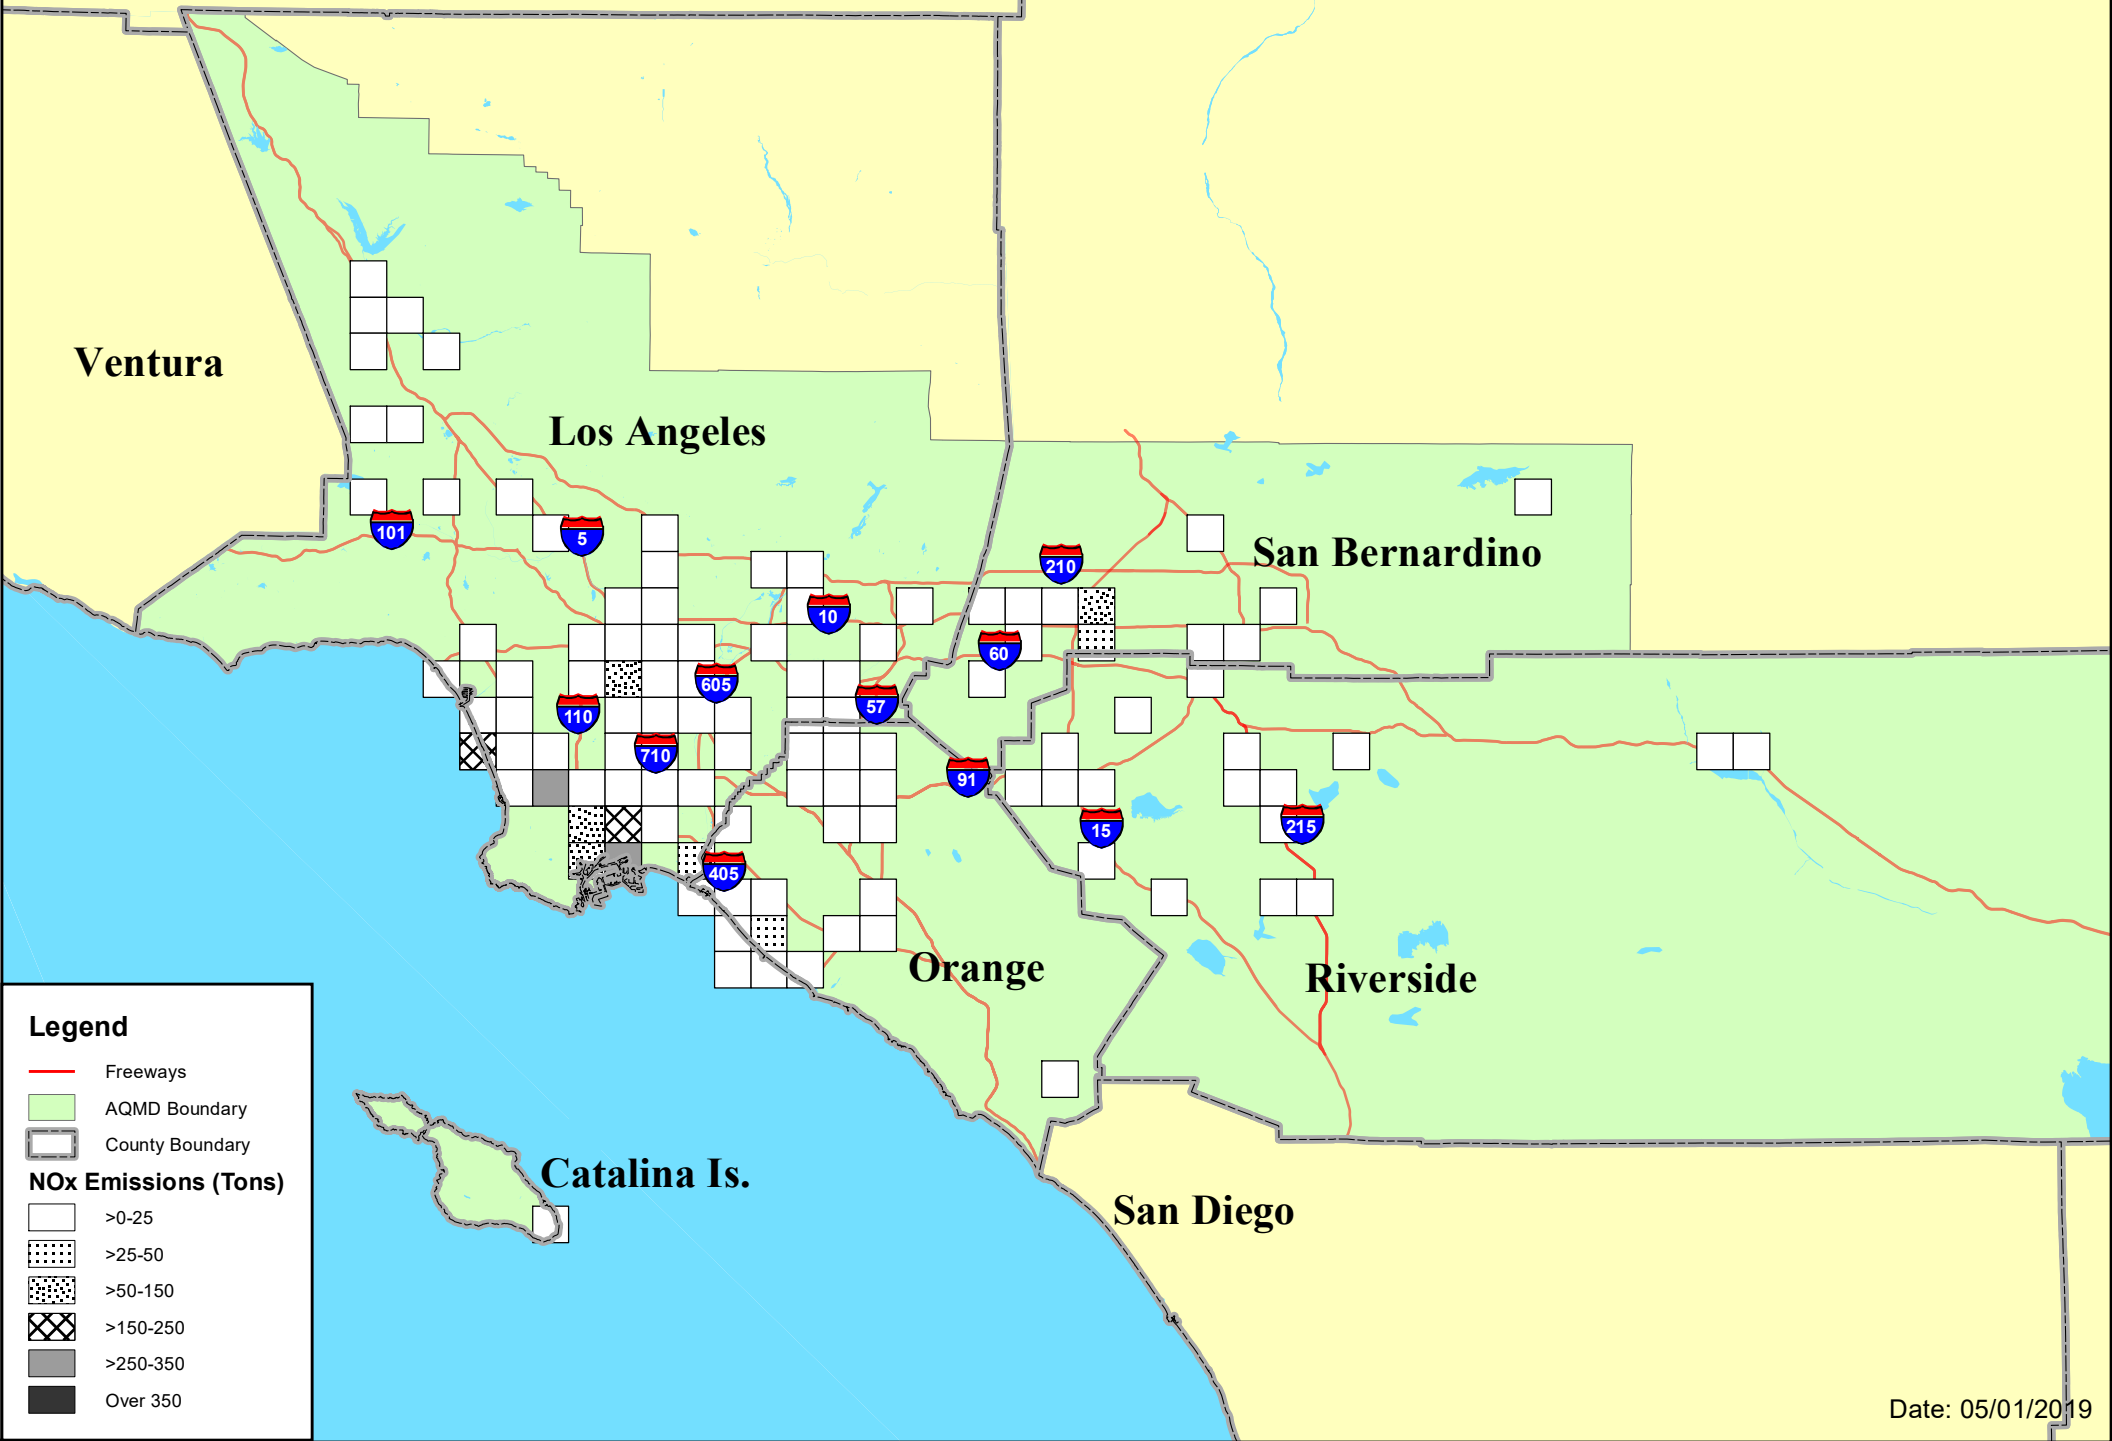 Ventura
Los Angeles
101
5
210
San Bernardino
10
60
605
57
110
710
91
15
215
405
Orange
Riverside
Catalina Is.
San Diego
Legend
Freeways
AQMD Boundary
County Boundary
NOx Emissions (Tons)
>0-25
>25-50
>50-150
>150-250
>250-350
Over 350
Date: 05/01/2019